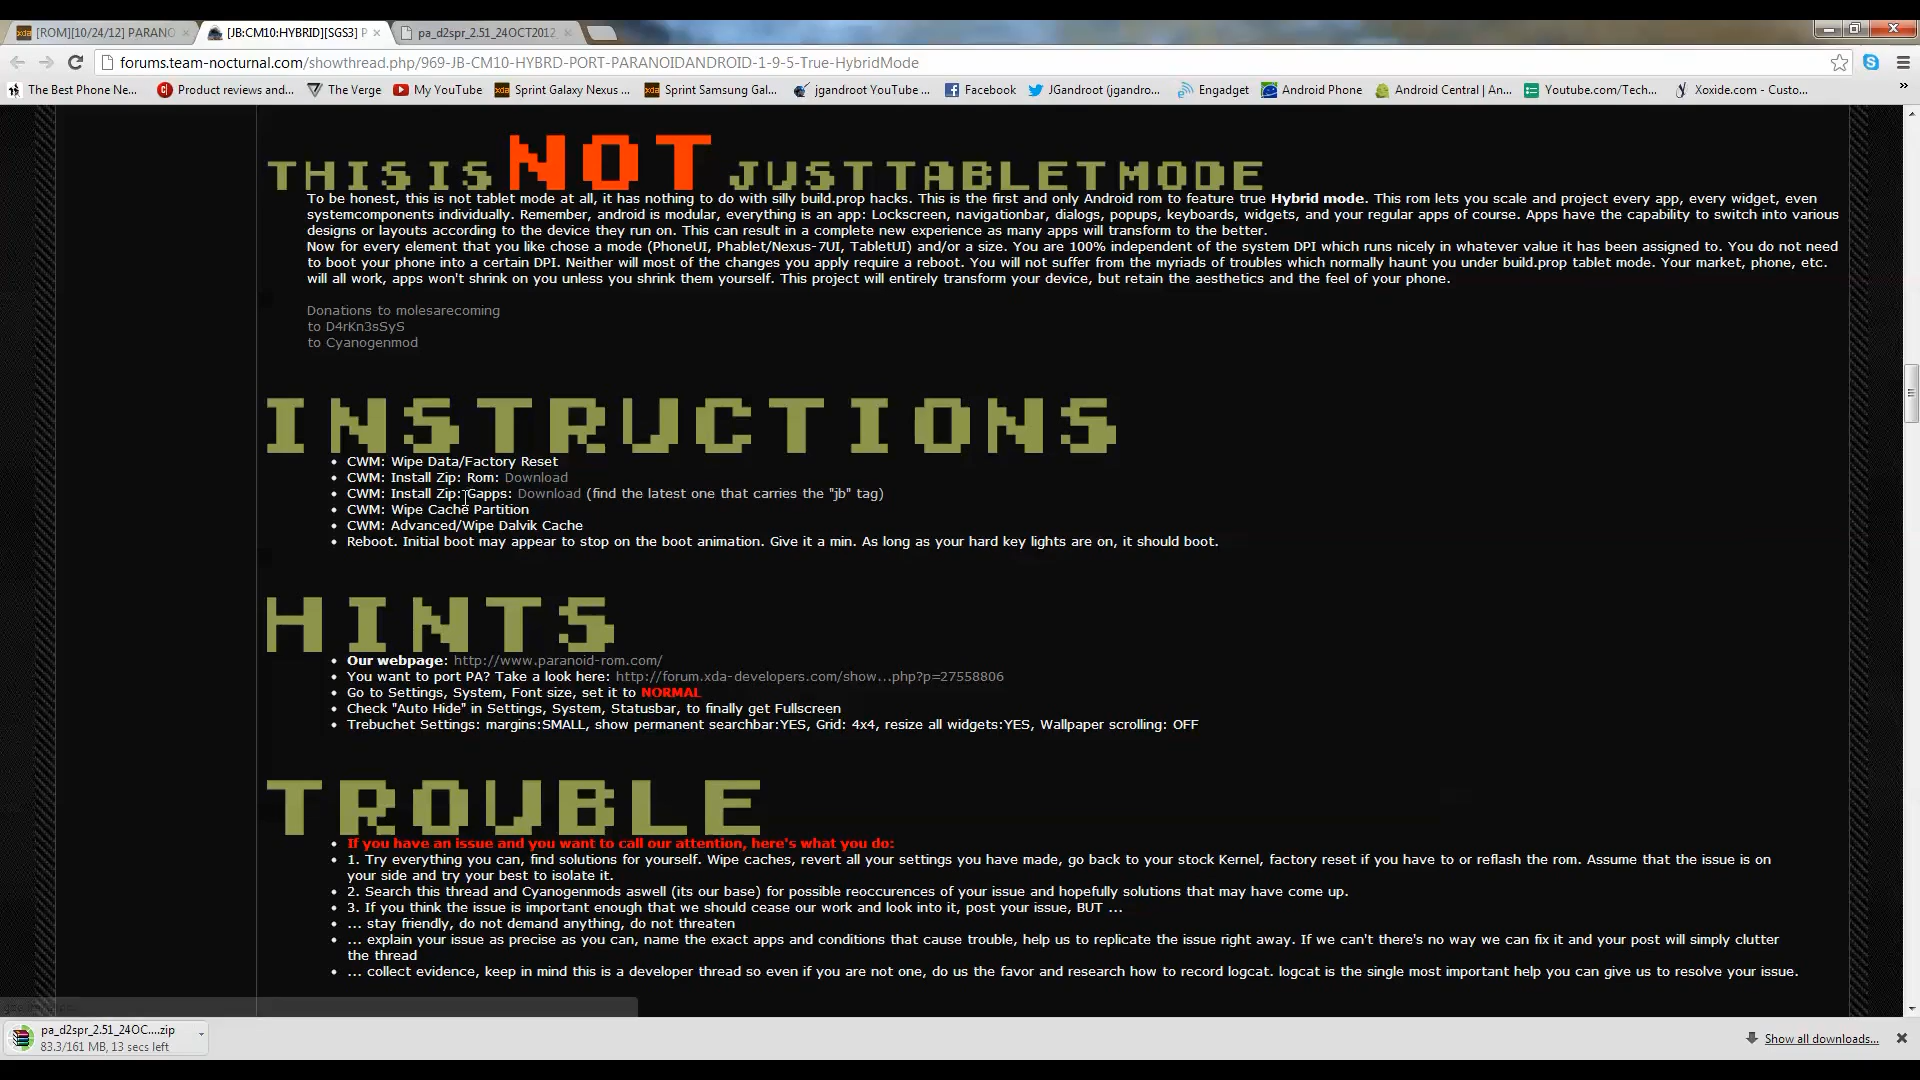 [ROM][10/24/12] PARANO
[JB:CM10:HYBRID][SGS3] P
pa_d2spr_2.51_24OCT2012
forums.team-nocturnal.com/showthread.php/969-JB-CM10-HYBRD-PORT-PARANOIDANDROID-1-9-5-True-HybridMode
The Best Phone Ne...
Product reviews and...
The Verge
My YouTube
Sprint Galaxy Nexus ...
Sprint Samsung Gal...
jgandroot YouTube ...
Facebook
JGandroot (jgandro...
Engadget
Android Phone
Android Central | An...
Youtube.com/Tech...
Xoxide.com - Custo...
THIS IS NOT JUST TABLETMODE
To be honest, this is not tablet mode at all, it has nothing to do with silly build.prop hacks. This is the first and only Android rom to feature true Hybrid mode. This rom lets you scale and project every app, every widget, even
systemcomponents individually. Remember, android is modular, everything is an app: Lockscreen, navigationbar, dialogs, popups, keyboards, widgets, and your regular apps of course. Apps have the capability to switch into various
designs or layouts according to the device they run on. This can result in a complete new experience as many apps will transform to the better.
Now for every element that you like chose a mode (PhoneUI, Phablet/Nexus-7UI, TabletUI) and/or a size. You are 100% independent of the system DPI which runs nicely in whatever value it has been assigned to. You do not need
to boot your phone into a certain DPI. Neither will most of the changes you apply require a reboot. You will not suffer from the myriads of troubles which normally haunt you under build.prop tablet mode. Your market, phone, etc.
will all work, apps won't shrink on you unless you shrink them yourself. This project will entirely transform your device, but retain the aesthetics and the feel of your phone.
Donations to molesarecoming
to D4rKn3sSyS
to Cyanogenmod
INSTRUCTIONS
• CWM: Wipe Data/Factory Reset
• CWM: Install Zip: Rom: Download
• CWM: Install Zip: Gapps: Download (find the latest one that carries the "jb" tag)
• CWM: Wipe Cache Partition
• CWM: Advanced/Wipe Dalvik Cache
• Reboot. Initial boot may appear to stop on the boot animation. Give it a min. As long as your hard key lights are on, it should boot.
HINTS
• Our webpage: http://www.paranoid-rom.com/
• You want to port PA? Take a look here: http://forum.xda-developers.com/show...php?p=27558806
• Go to Settings, System, Font size, set it to NORMAL
• Check "Auto Hide" in Settings, System, Statusbar, to finally get Fullscreen
• Trebuchet Settings: margins:SMALL, show permanent searchbar:YES, Grid: 4x4, resize all widgets:YES, Wallpaper scrolling: OFF
TROUBLE
• If you have an issue and you want to call our attention, here's what you do:
• 1. Try everything you can, find solutions for yourself. Wipe caches, revert all your settings you have made, go back to your stock Kernel, factory reset if you have to or reflash the rom. Assume that the issue is on
your side and try your best to isolate it.
• 2. Search this thread and Cyanogenmods aswell (its our base) for possible reoccurences of your issue and hopefully solutions that may have come up.
• 3. If you think the issue is important enough that we should cease our work and look into it, post your issue, BUT ...
• ... stay friendly, do not demand anything, do not threaten
• ... explain your issue as precise as you can, name the exact apps and conditions that cause trouble, help us to replicate the issue right away. If we can't there's no way we can fix it and your post will simply clutter
the thread
• ... collect evidence, keep in mind this is a developer thread so even if you are not one, do us the favor and research how to record logcat. logcat is the single most important help you can give us to resolve your issue.
pa_d2spr_2.51_24OC....zip
83.3/161 MB, 13 secs left
Show all downloads...